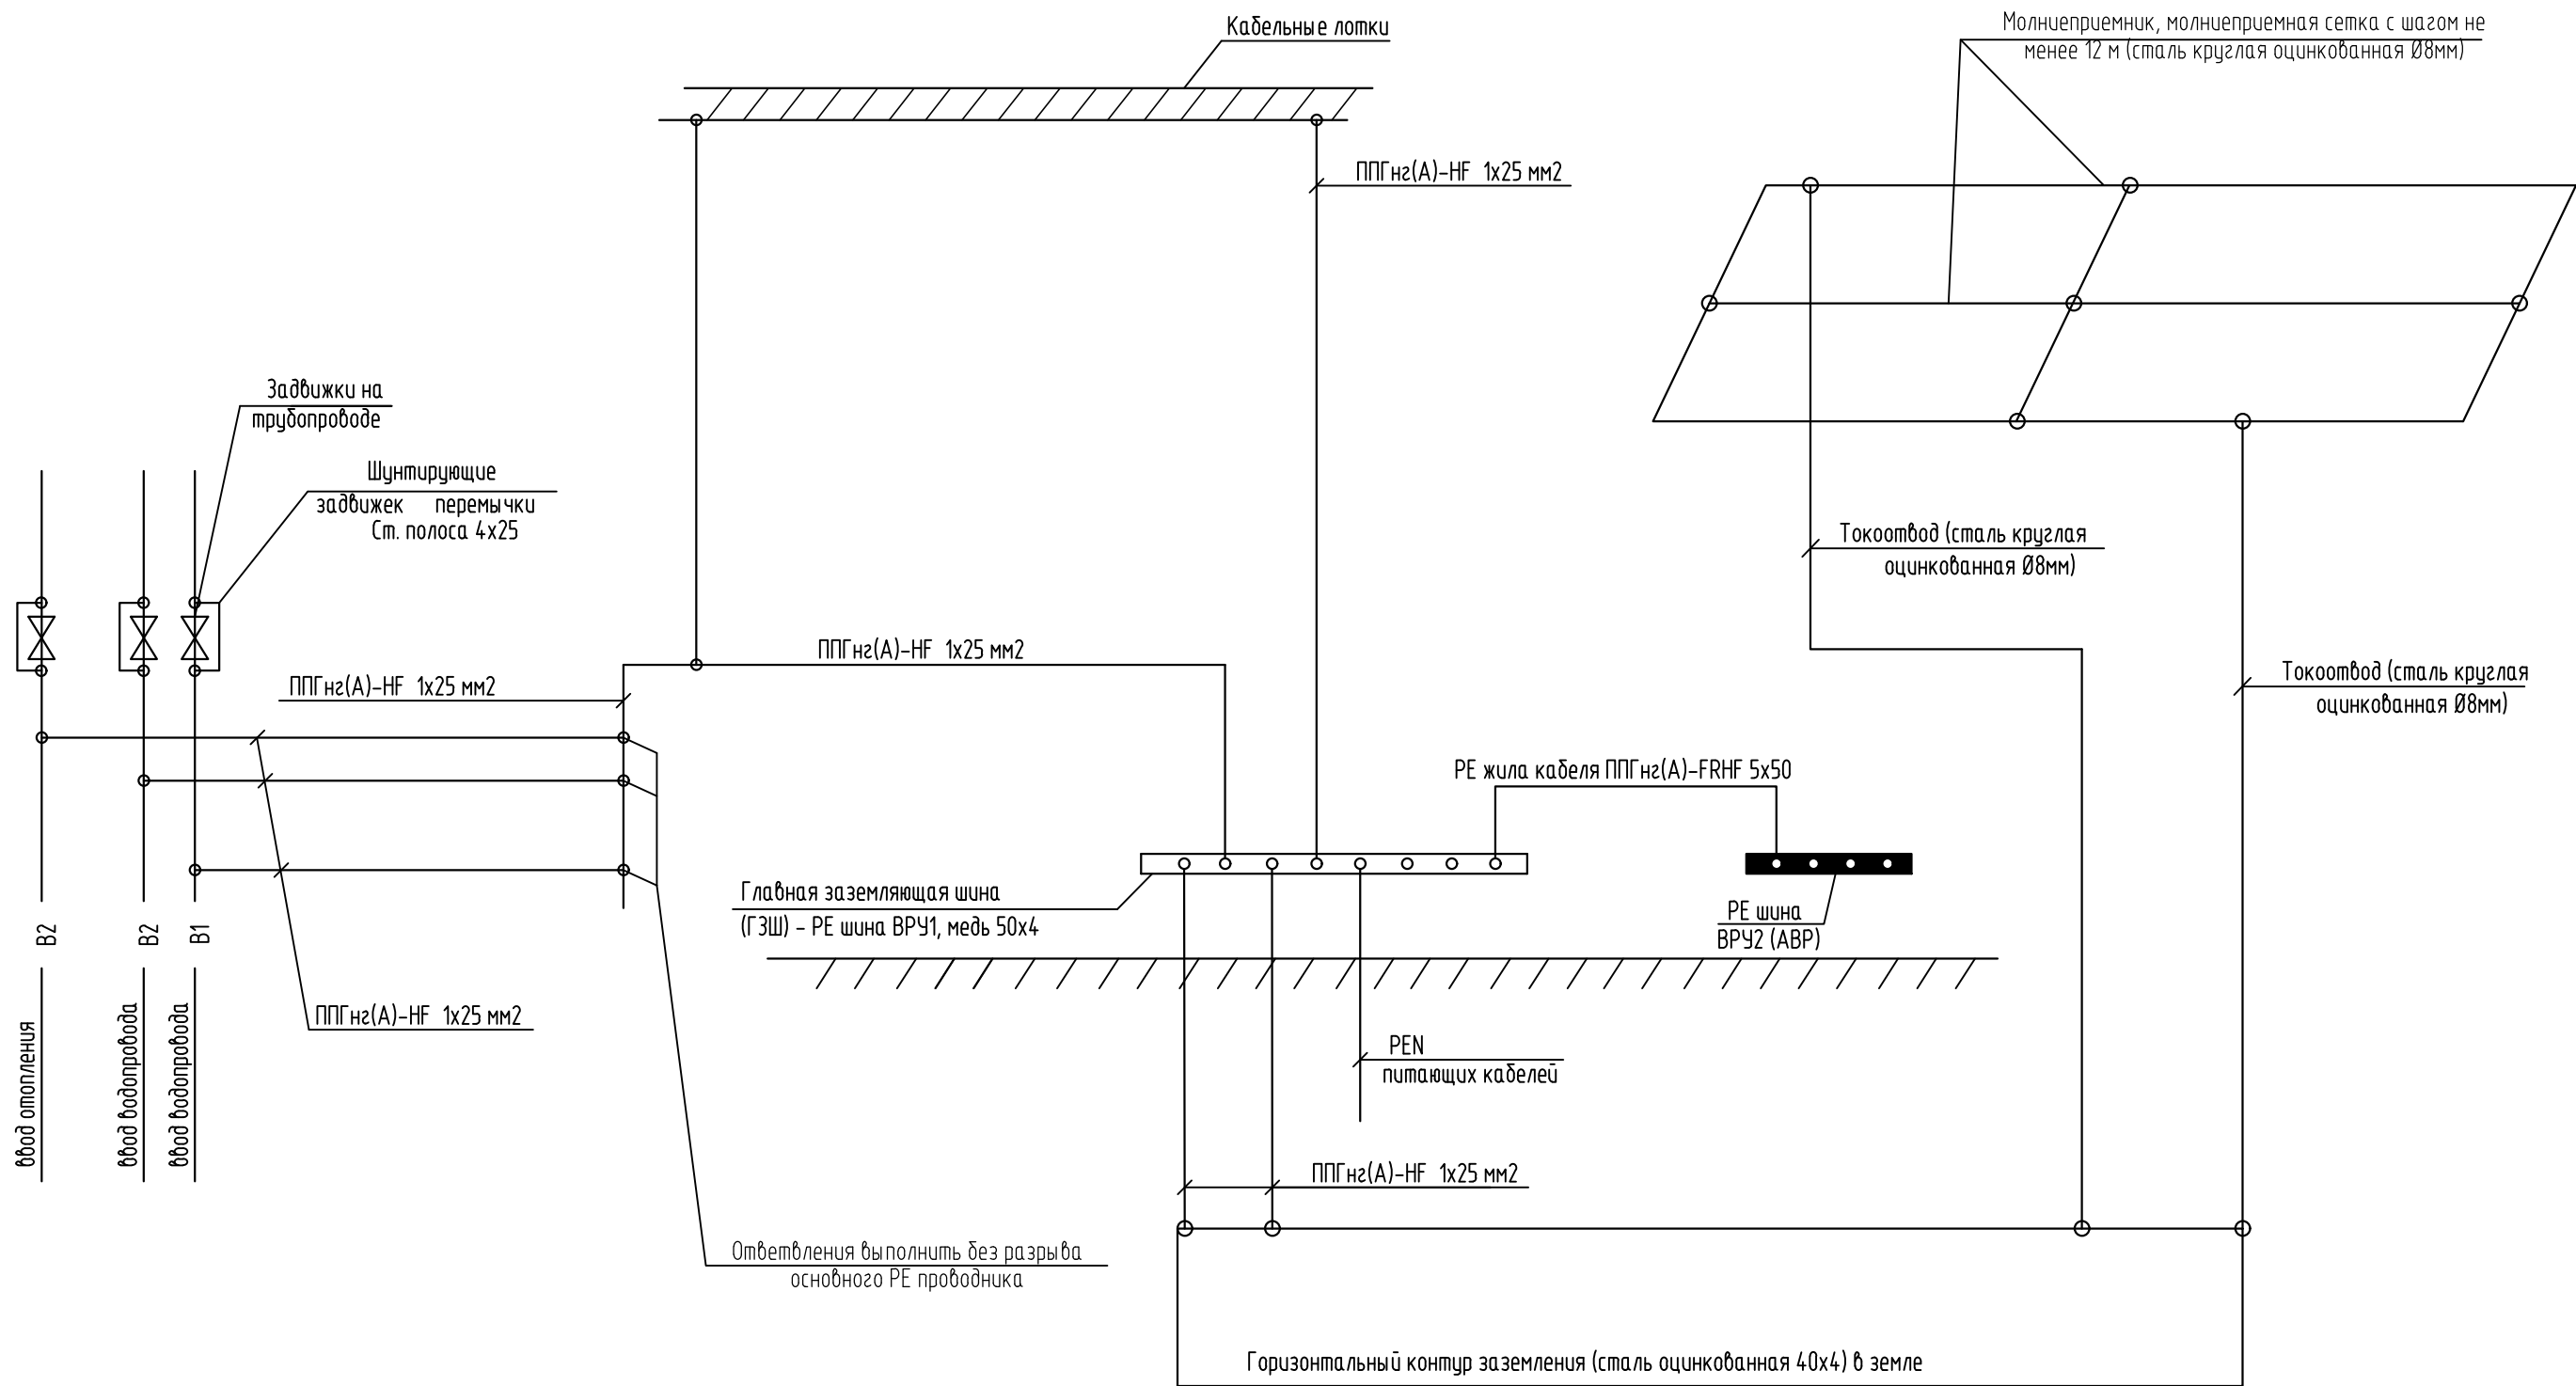 Кабельные лотки
Молниеприемник, молниеприемная сетка с шагом не
менее 12 м (сталь круглая оцинкованная Ø8мм)
ППГнг(А)-HF 1х25 мм2
Задвижки на
трубопроводе
Шунтирующие
задвижек перемычки
Ст. полоса 4х25
Токоотвод (сталь круглая
оцинкованная Ø8мм)
ППГнг(А)-HF 1х25 мм2
ППГнг(А)-HF 1х25 мм2
Токоотвод (сталь круглая
оцинкованная Ø8мм)
РЕ жила кабеля ППГнг(А)-FRHF 5х50
Главная заземляющая шина
(ГЗШ) - РЕ шина ВРУ1, медь 50х4
РЕ шина
ВРУ2 (АВР)
В2
В2
В1
ввод отопления
ввод водопровода
ввод водопровода
ППГнг(А)-HF 1х25 мм2
PEN
питающих кабелей
ППГнг(А)-HF 1х25 мм2
Ответвления выполнить без разрыва
основного РЕ проводника
Горизонтальный контур заземления (сталь оцинкованная 40х4) в земле